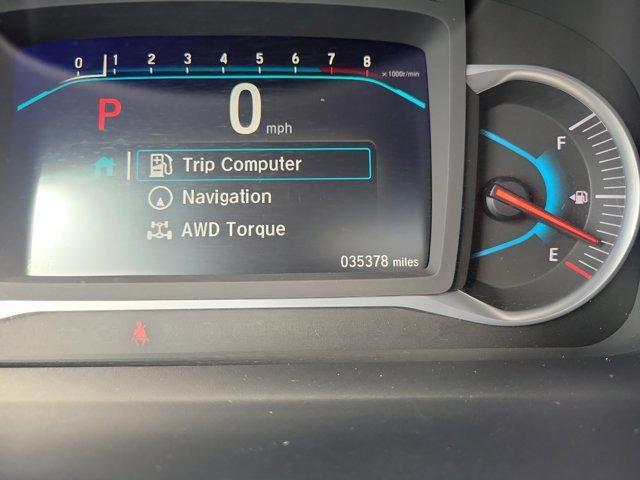 0 1 2 3 4 5 6 7 8
x1000r/min
P
0 mph
F
Trip Computer
Navigation
AWD Torque
E
035378 miles